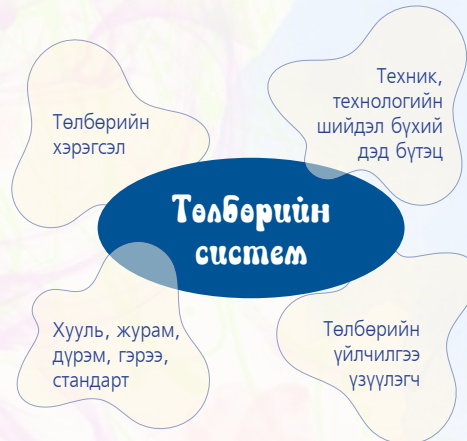 Төлбөрийн
хэрэгсэл
Техник,
технологийн
шийдэл бүхий
дэд бүтэц
Төлбөрийн
систем
Хууль, журам,
дүрэм, гэрээ,
стандарт
Төлбөрийн
үйлчилгээ
үзүүлэгч